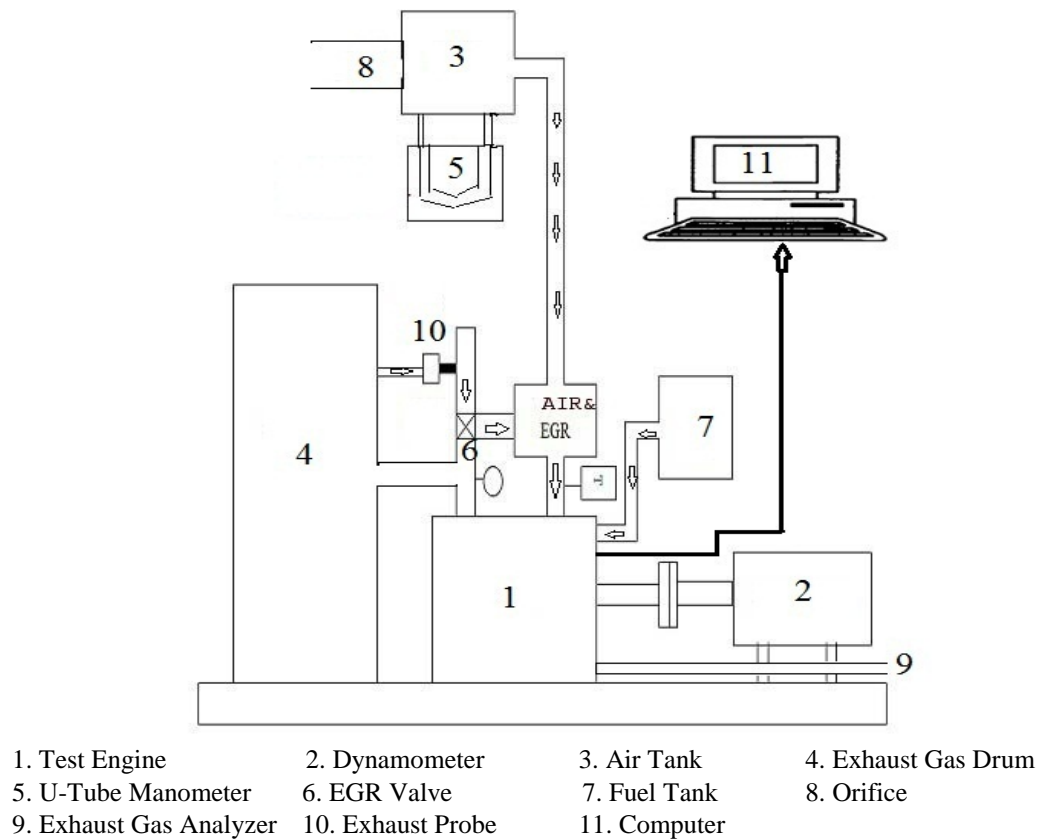 8
3
5
11
10
AIR&
EGR
7
4
6
T
1
2
9
1. Test Engine 2. Dynamometer 3. Air Tank 4. Exhaust Gas Drum
5. U-Tube Manometer 6. EGR Valve 7. Fuel Tank 8. Orifice
9. Exhaust Gas Analyzer 10. Exhaust Probe 11. Computer